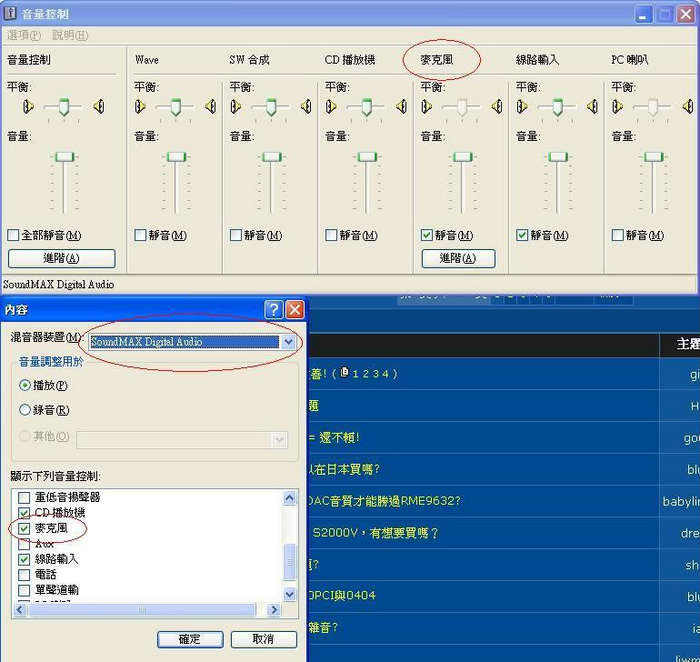 音量控制
選項(P) 說明(H)
音量控制 Wave SW 合成 CD 播放機 麥克風 線路輸入 PC 喇叭
平衡: 平衡: 平衡: 平衡: 平衡: 平衡: 平衡:
音量: 音量: 音量: 音量: 音量: 音量: 音量:
全部靜音(M) 靜音(M) 靜音(M) 靜音(M) 靜音(M) 靜音(M) 靜音(M)
進階(A) 進階(A)
SoundMAX Digital Audio
內容
混音器裝置(M): SoundMAX Digital Audio
音量調整用於
播放(P)
錄音(R)
其他(O)
顯示下列音量控制:
重低音揚聲器
CD 播放機
麥克風
Aux
線路輸入
電話
單聲道輸
確定 取消
主題
善! ( 1 2 3 4 )
題
= 還不賴!
以在日本買嗎?
DAC音質才能勝過RME9632?
S2000V，有想要買嗎？
?
OPCI與0404
雜音?
gi
H
go
blu
babylin
dre
sh
blu
ia
liwm